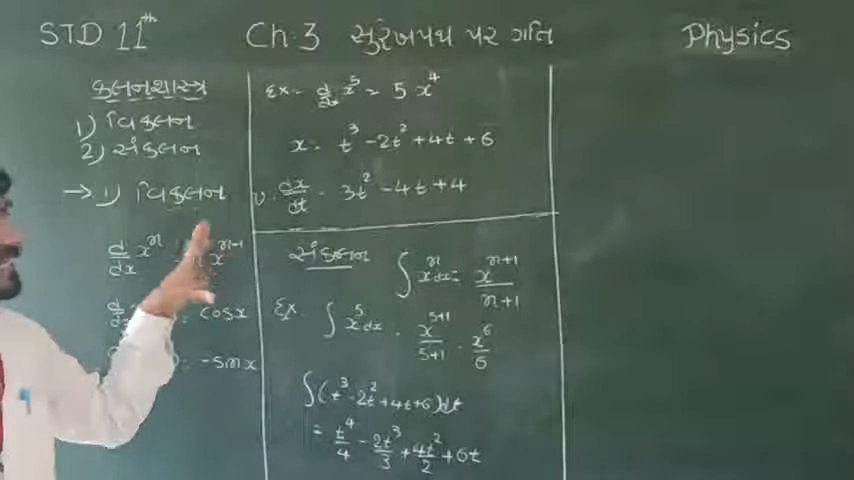 STD 11th Ch.3 સુરેખપથ પર ગતિ Physics
કલનશાસ્ત્ર
1) વિકલન
2) સંકલન
→ 1) વિકલન
d/dx xⁿ n xⁿ⁻¹
cosx
-sinx
Ex- d/dx x⁵ = 5x⁴
x = t³ - 2t² + 4t + 6
v. dx/dt = 3t² - 4t + 4
સંકલન ∫xⁿdx = xⁿ⁺¹/n+1
Ex. ∫x⁵dx = x⁵⁺¹/5+1 = x⁶/6
∫(t³ - 2t² + 4t + 6)dt
= t⁴/4 - 2t³/3 + 4t²/2 + 6t